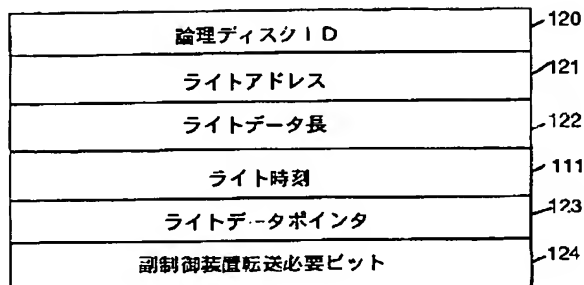 論理ディスクID 120
ライトアドレス 121
ライトデータ長 122
ライト時刻 111
ライトデータポインタ 123
副制御装置転送必要ビット 124